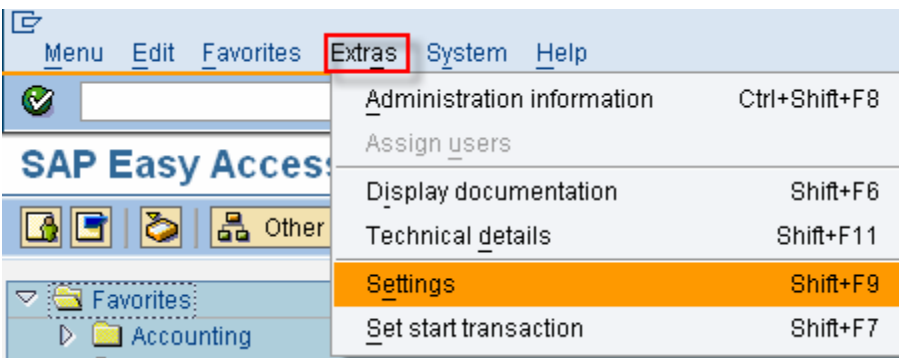 Menu Edit Favorites Extras System Help
Administration information Ctrl+Shift+F8
Assign users
SAP Easy Access
Display documentation Shift+F6
Other
Technical details Shift+F11
Settings Shift+F9
Favorites
Set start transaction Shift+F7
Accounting